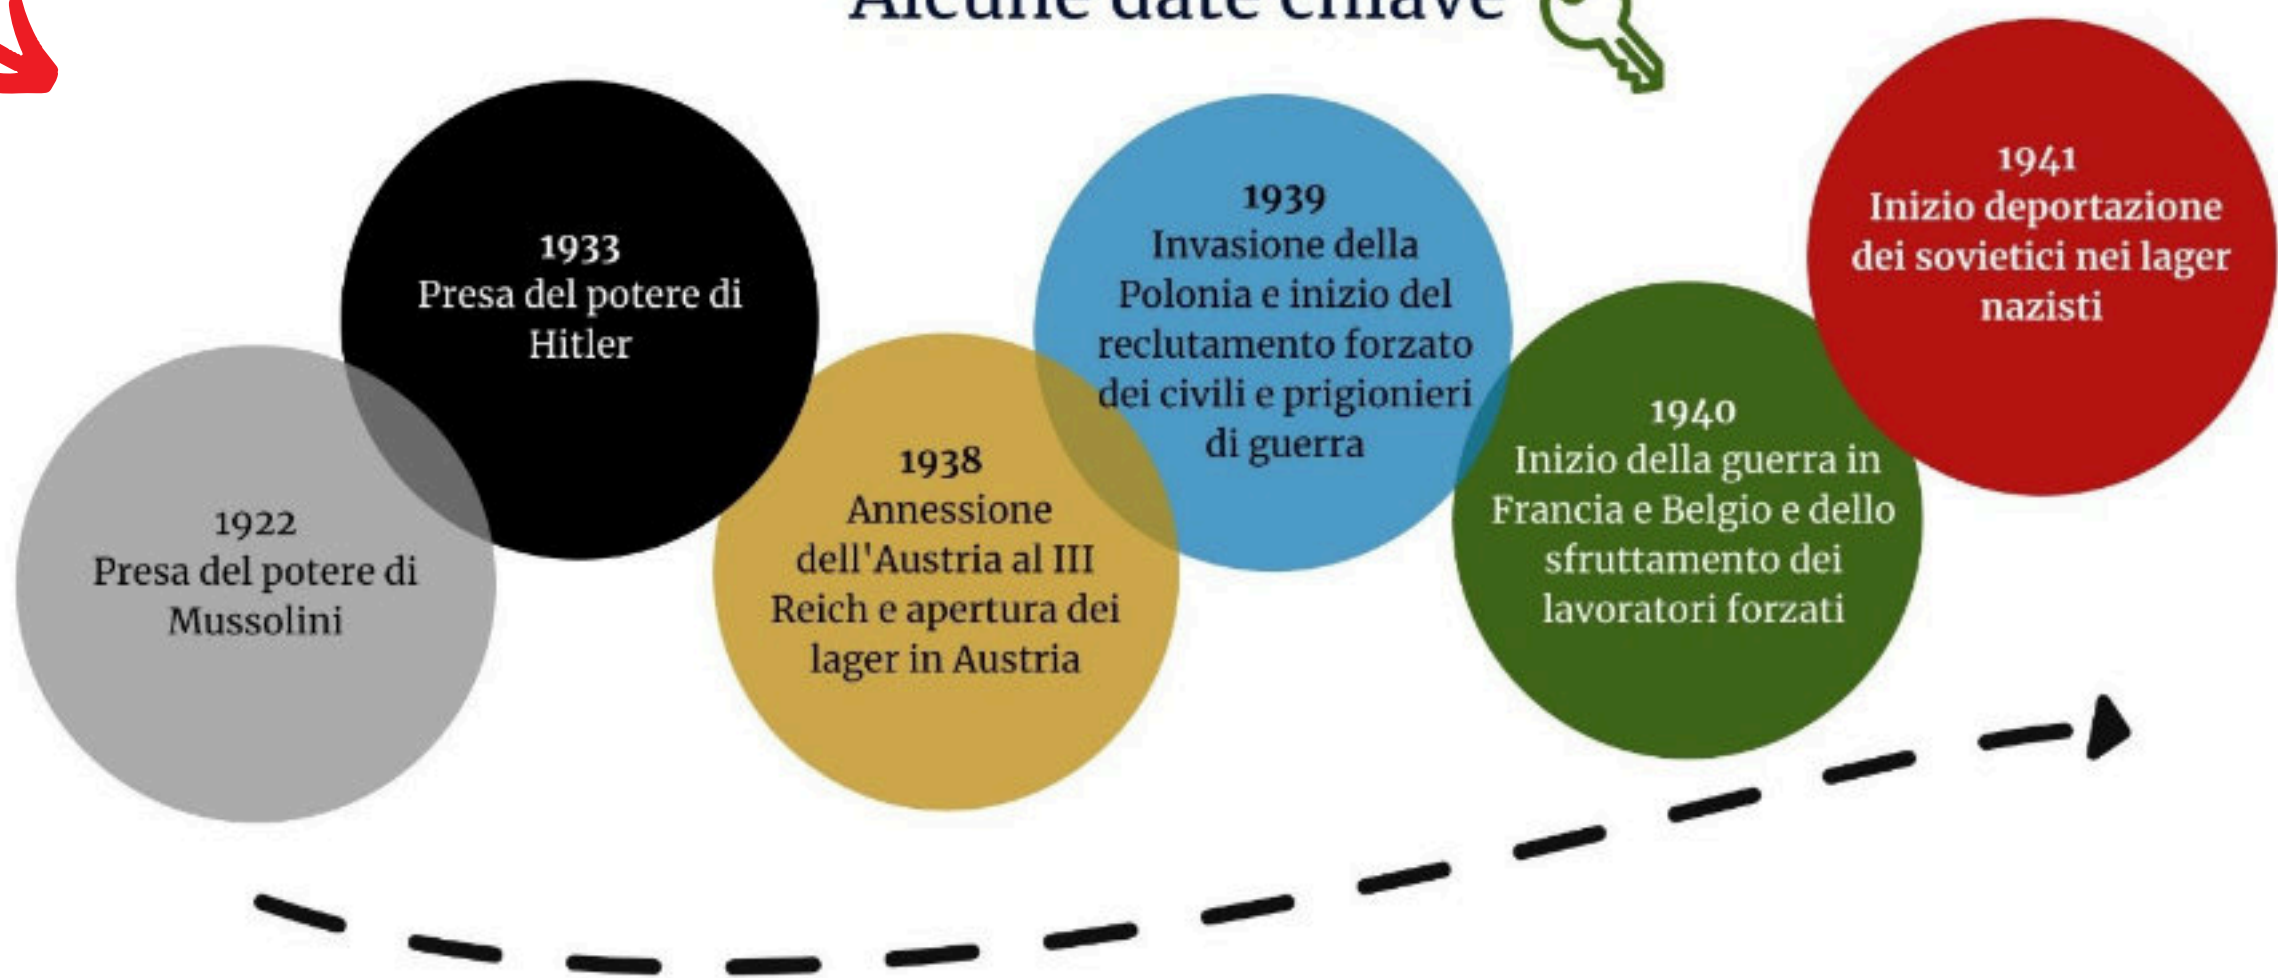 Alcune date chiave
1922
Presa del potere di
Mussolini
1933
Presa del potere di
Hitler
1938
Annessione
dell'Austria al III
Reich e apertura dei
lager in Austria
1939
Invasione della
Polonia e inizio del
reclutamento forzato
dei civili e prigionieri
di guerra
1940
Inizio della guerra in
Francia e Belgio e dello
sfruttamento dei
lavoratori forzati
1941
Inizio deportazione
dei sovietici nei lager
nazisti